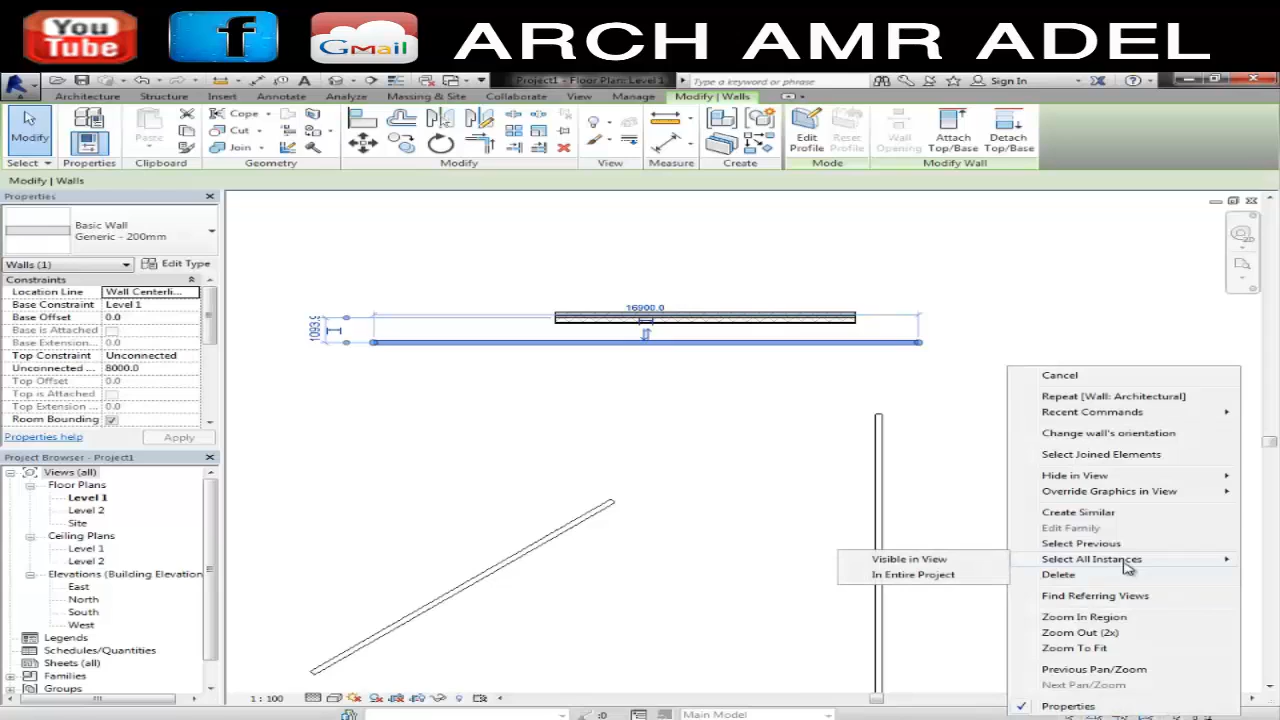 You Tube
f
Gmail
ARCH AMR ADEL
Project1 - Floor Plan: Level 1
Type a keyword or phrase
Sign In
Architecture Structure Insert Annotate Analyze Massing & Site Collaborate View Manage Modify | Walls
Modify
Paste
Cope
Cut
Join
Edit Profile
Reset Profile
Wall Opening
Attach Top/Base
Detach Top/Base
Select Properties Clipboard Geometry Modify View Measure Create Mode Modify Wall
Modify | Walls
Properties
Basic Wall
Generic - 200mm
Walls (1) Edit Type
Constraints
Location Line Wall Centerli...
Base Constraint Level 1
Base Offset 0.0
Base is Attached
Base Extension... 0.0
Top Constraint Unconnected
Unconnected ... 8000.0
Top Offset 0.0
Top is Attached
Top Extension ... 0.0
Room Bounding
Properties help Apply
Project Browser - Project1
Views (all)
Floor Plans
Level 1
Level 2
Site
Ceiling Plans
Level 1
Level 2
Elevations (Building Elevation
East
North
South
West
Legends
Schedules/Quantities
Sheets (all)
Families
Groups
16900.0
1093.
Cancel
Repeat [Wall: Architectural]
Recent Commands
Change wall's orientation
Select Joined Elements
Hide in View
Override Graphics in View
Create Similar
Edit Family
Select Previous
Select All Instances
Visible in View
In Entire Project
Delete
Find Referring Views
Zoom In Region
Zoom Out (2x)
Zoom To Fit
Previous Pan/Zoom
Next Pan/Zoom
Properties
1 : 100
:0
Main Model